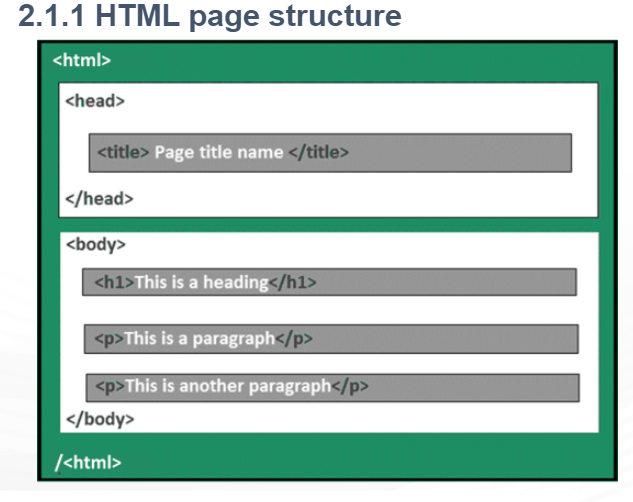 2.1.1 HTML page structure
<html>
<head>
<title> Page title name </title>
</head>
<body>
<h1>This is a heading</h1>
<p>This is a paragraph</p>
<p>This is another paragraph</p>
</body>
/<html>